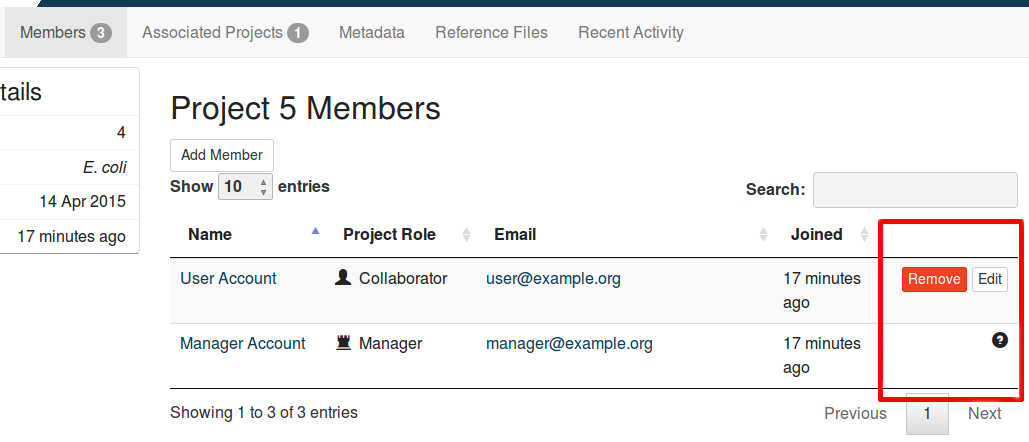 Members 3 Associated Projects 1 Metadata Reference Files Recent Activity
tails
4
E. coli
14 Apr 2015
17 minutes ago
Project 5 Members
Add Member
Show 10 entries
Search:
Name Project Role Email Joined
User Account Collaborator user@example.org 17 minutes ago Remove Edit
Manager Account Manager manager@example.org 17 minutes ago ?
Showing 1 to 3 of 3 entries
Previous 1 Next